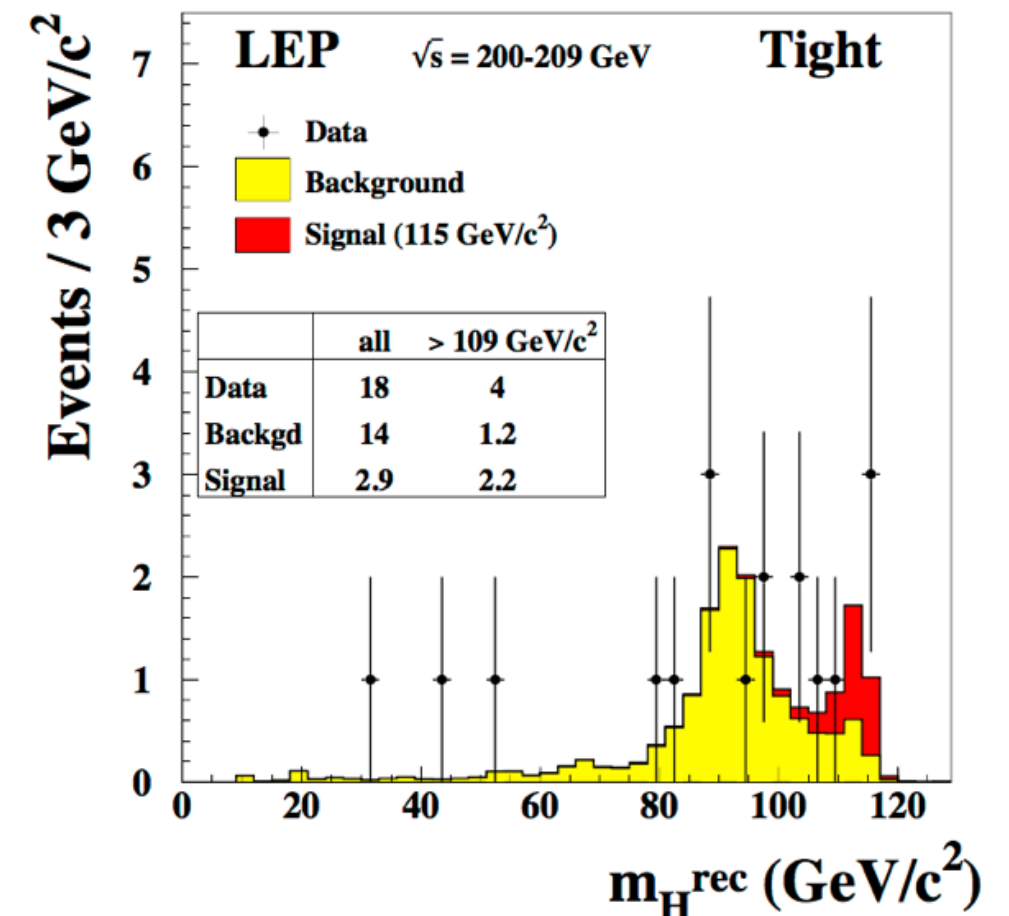 LEP √s = 200-209 GeV Tight
Data
Background
Signal (115 GeV/c²)
all > 109 GeV/c²
Data 18 4
Backgd 14 1.2
Signal 2.9 2.2
Events / 3 GeV/c²
7
6
5
4
3
2
1
0
0 20 40 60 80 100 120
m_H^rec (GeV/c²)